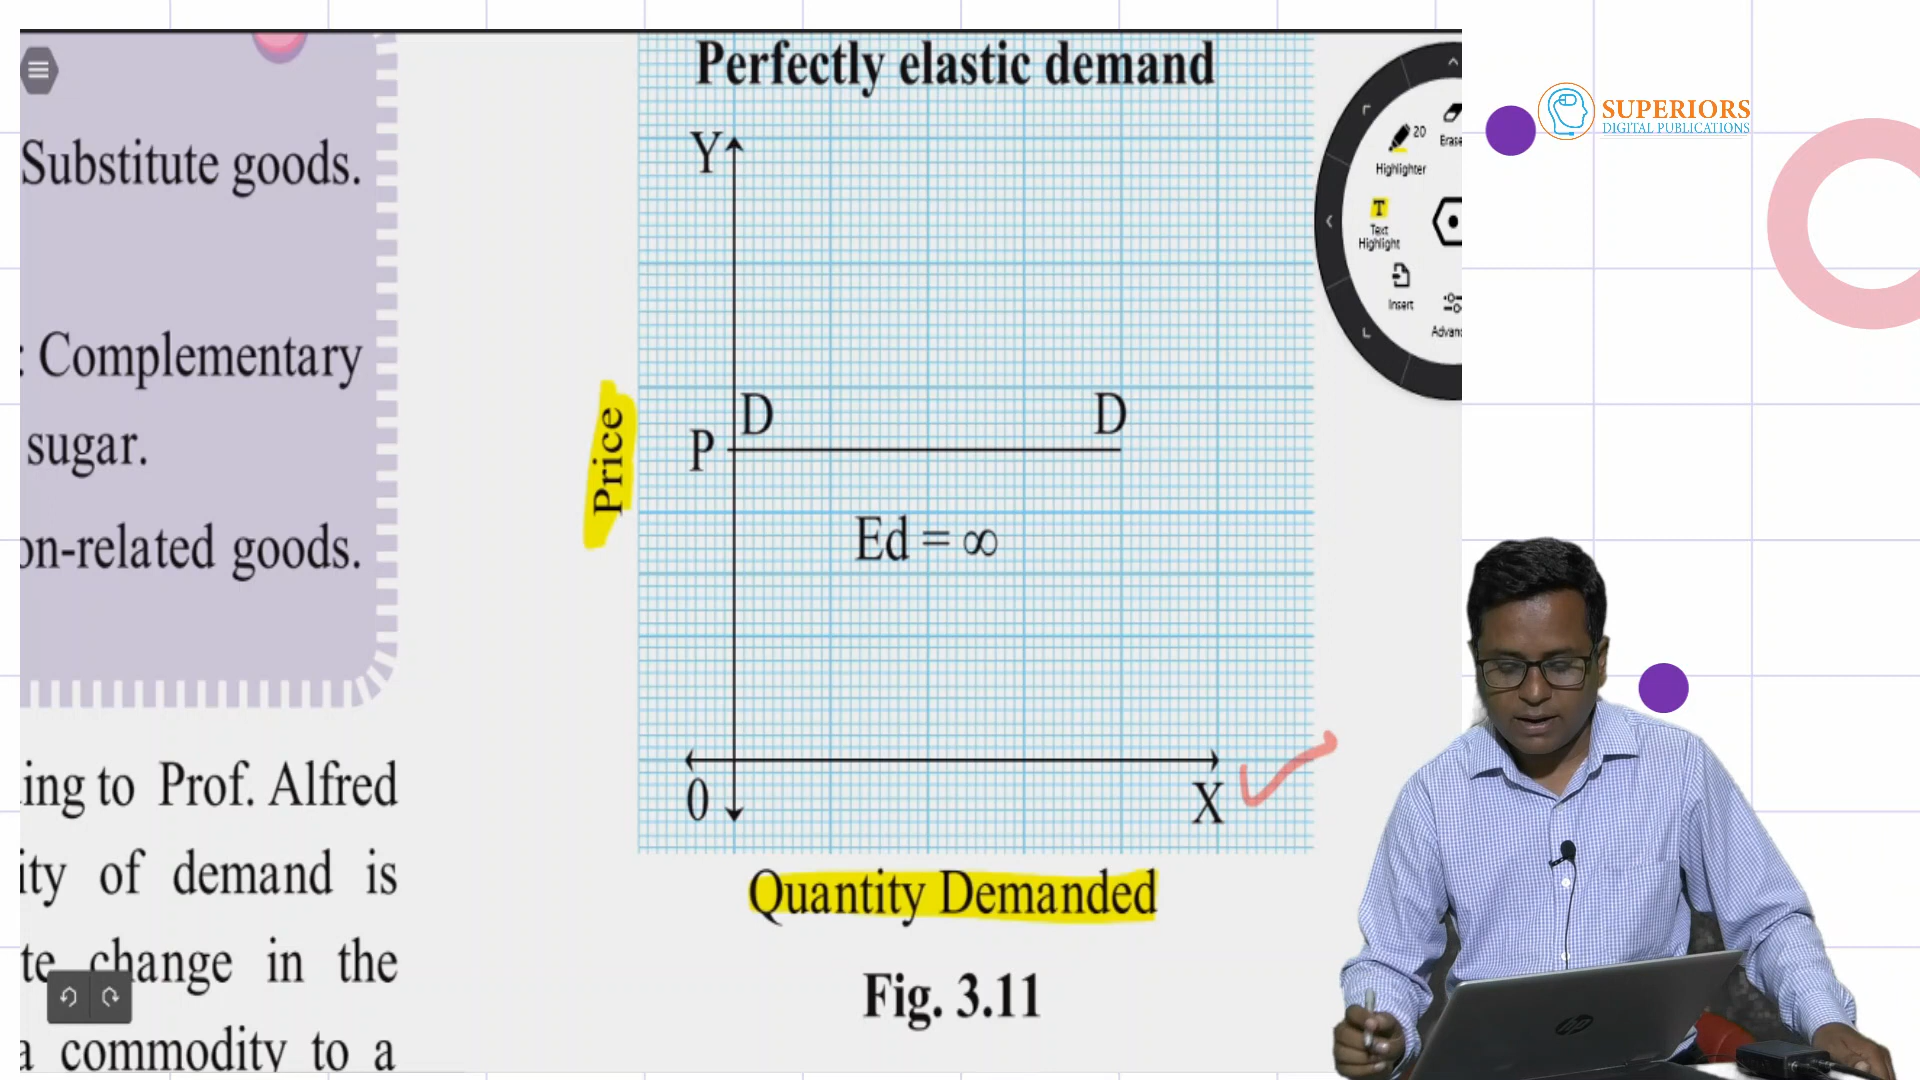 Perfectly elastic demand
Substitute goods.
: Complementary
sugar.
on-related goods.
ing to Prof. Alfred
ity of demand is
te change in the
a commodity to a
Y
Price
P
D
D
Ed = ∞
0
X
Quantity Demanded
Fig. 3.11
20
Highlighter
T
Text
Highlight
Insert
SUPERIORS
DIGITAL PUBLICATIONS
hp